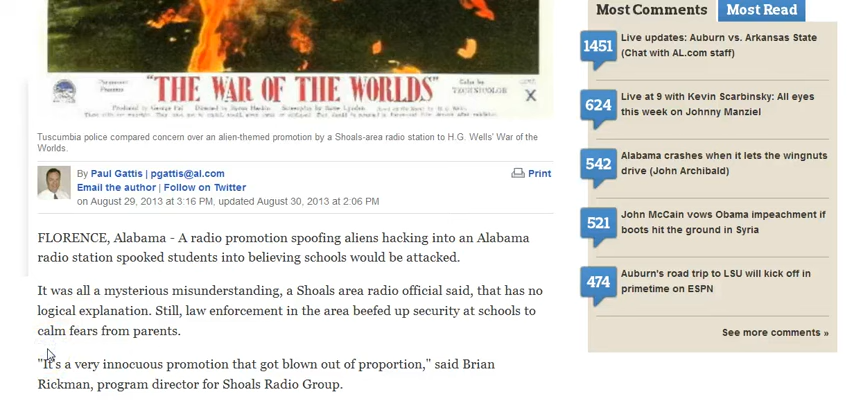 Most Comments
Most Read
"THE WAR OF THE WORLDS"
Color by
TECHNICOLOR
X
Tuscumbia police compared concern over an alien-themed promotion by a Shoals-area radio station to H.G. Wells' War of the
Worlds.
By Paul Gattis | pgattis@al.com
Print
Email the author | Follow on Twitter
on August 29, 2013 at 3:16 PM, updated August 30, 2013 at 2:06 PM
FLORENCE, Alabama - A radio promotion spoofing aliens hacking into an Alabama
radio station spooked students into believing schools would be attacked.
It was all a mysterious misunderstanding, a Shoals area radio official said, that has no
logical explanation. Still, law enforcement in the area beefed up security at schools to
calm fears from parents.
"It's a very innocuous promotion that got blown out of proportion," said Brian
Rickman, program director for Shoals Radio Group.
1451
Live updates: Auburn vs. Arkansas State
(Chat with AL.com staff)
624
Live at 9 with Kevin Scarbinsky: All eyes
this week on Johnny Manziel
542
Alabama crashes when it lets the wingnuts
drive (John Archibald)
521
John McCain vows Obama impeachment if
boots hit the ground in Syria
474
Auburn's road trip to LSU will kick off in
primetime on ESPN
See more comments »